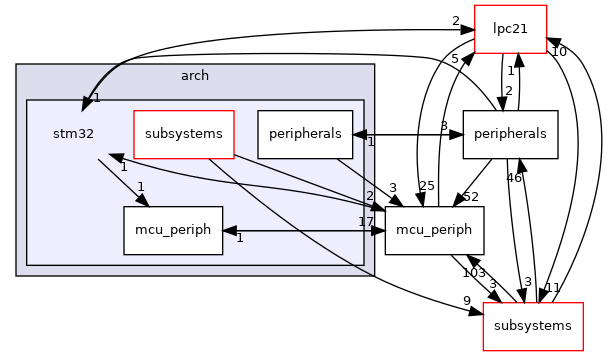 2
lpc21
10
5
arch
1
2
1
stm32
subsystems
peripherals
3
peripherals
1
1
46
1
3
25
52
2
mcu_periph
17
mcu_periph
1
103
3
3
11
9
subsystems